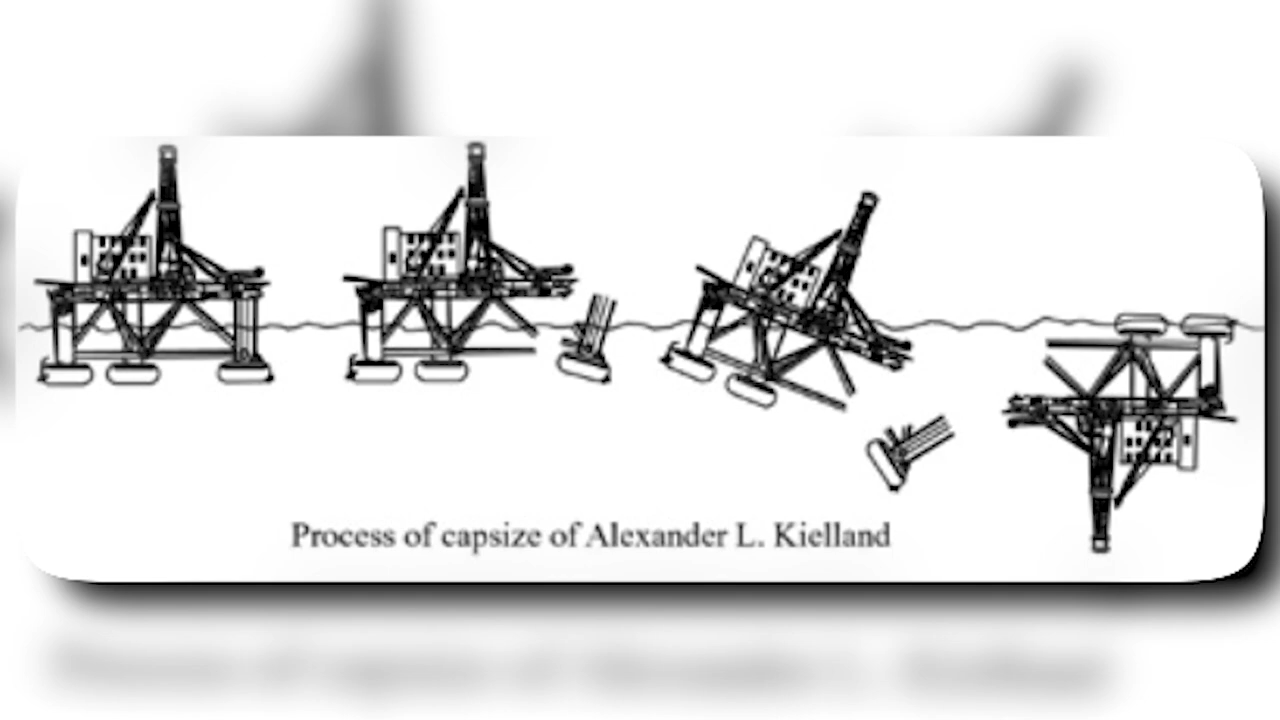 Process of capsize of Alexander L. Kielland